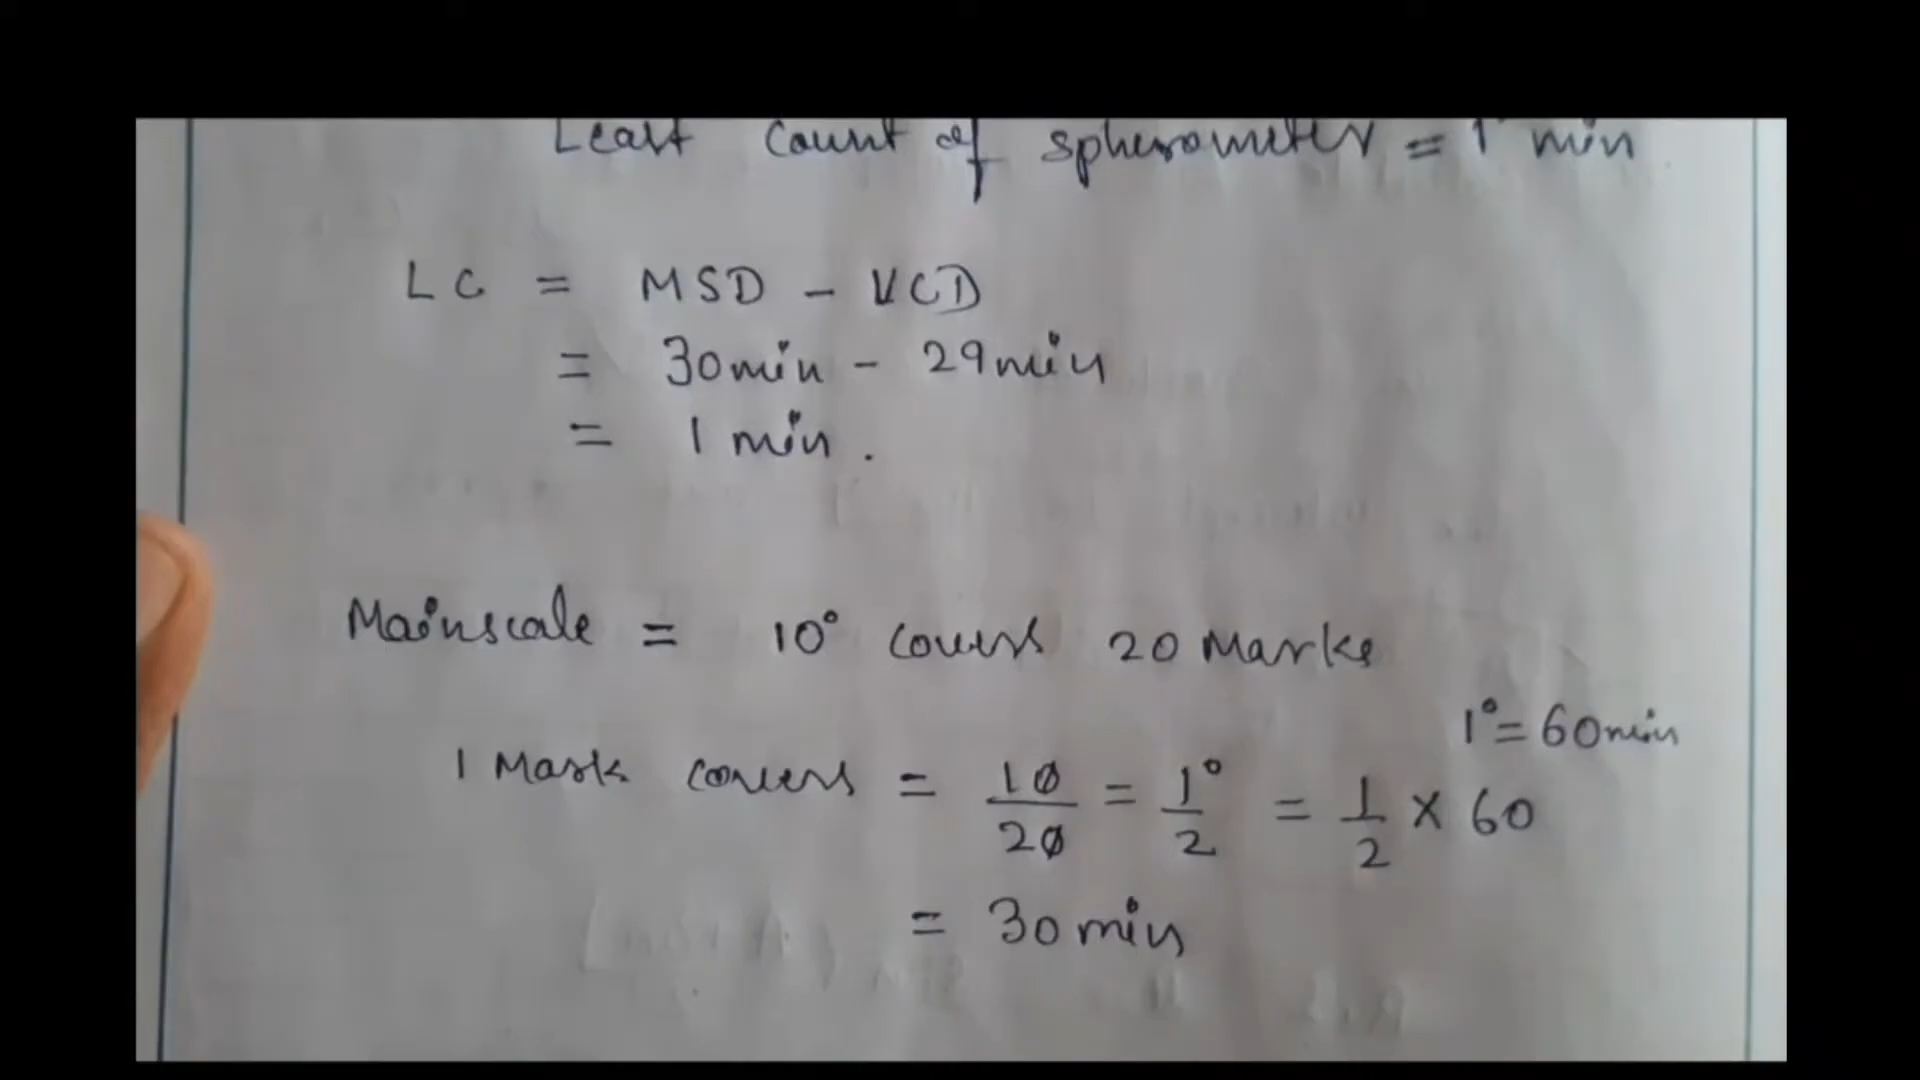 Least Count of spherometer = 1 min
LC = MSD - VCD
= 30min - 29min
= 1 min.
Mainscale = 10° covers 20 Marks
1° = 60min
1 Mark covers = 10/20 = 1°/2 = 1/2 × 60
= 30 min